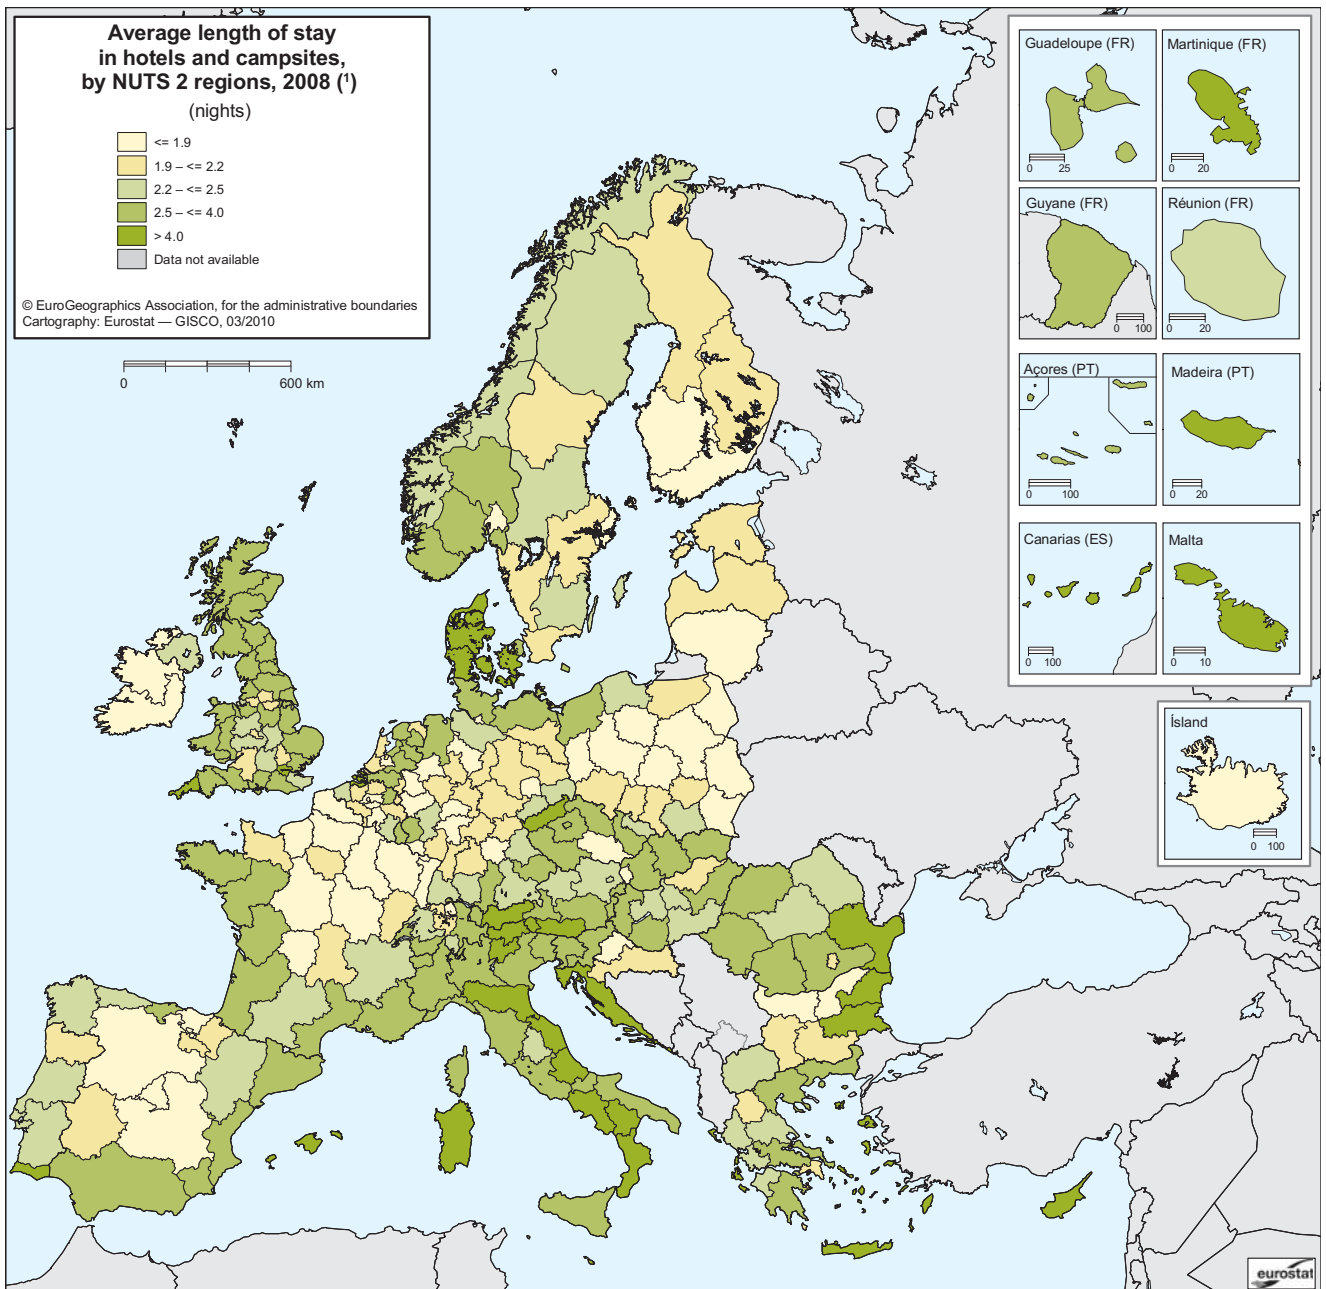 Average length of stay
in hotels and campsites,
by NUTS 2 regions, 2008 (¹)
(nights)
<= 1.9
1.9 – <= 2.2
2.2 – <= 2.5
2.5 – <= 4.0
> 4.0
Data not available
© EuroGeographics Association, for the administrative boundaries
Cartography: Eurostat — GISCO, 03/2010
0 600 km
Guadeloupe (FR)
0 25
Martinique (FR)
0 20
Guyane (FR)
0 100
Réunion (FR)
0 20
Açores (PT)
0 100
Madeira (PT)
0 20
Canarias (ES)
0 100
Malta
0 10
Ísland
0 100
eurostat